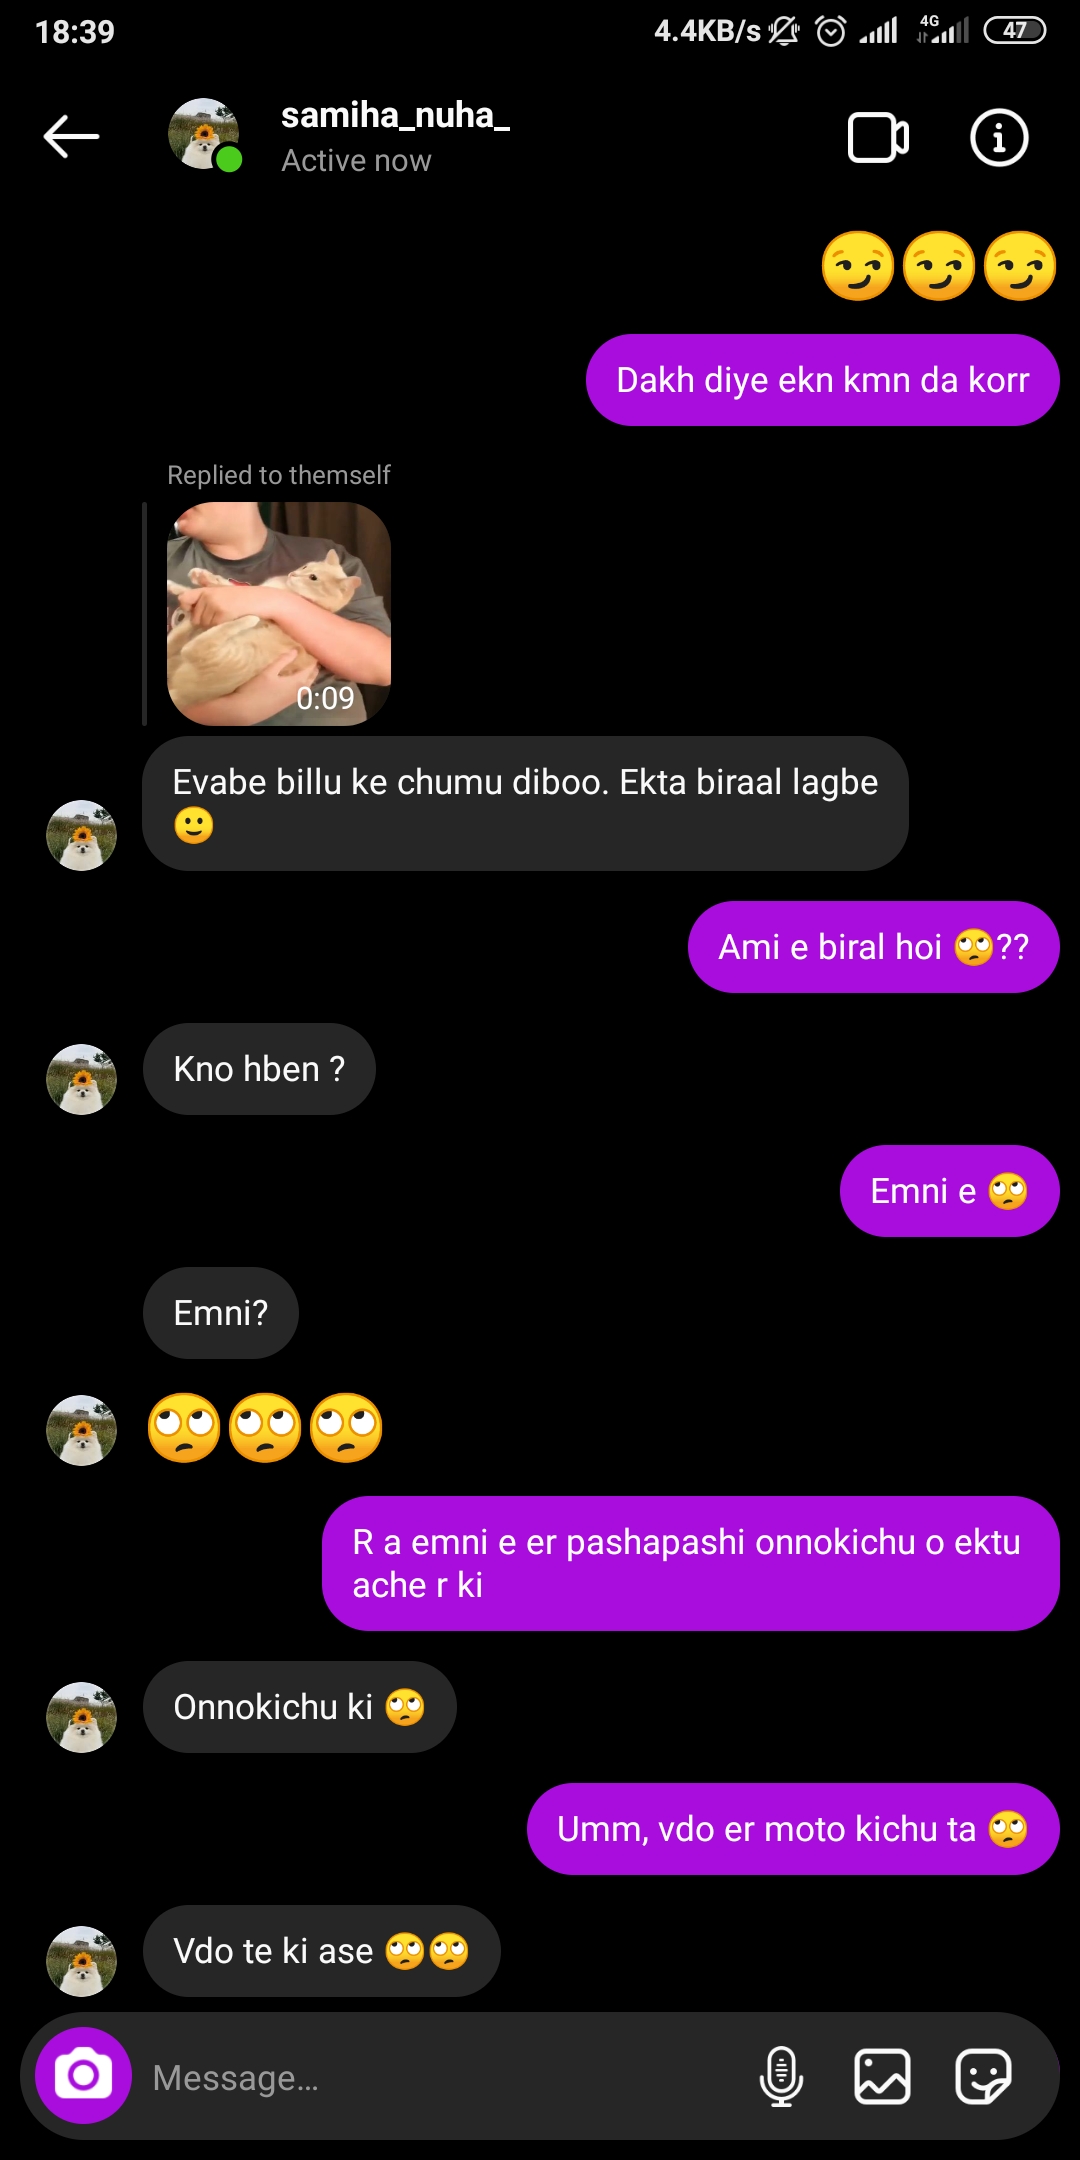 18:39
4.4KB/s 4G 47
samiha_nuha_
Active now
😏😏😏
Dakh diye ekn kmn da korr
Replied to themself
0:09
Evabe billu ke chumu diboo. Ekta biraal lagbe
🙂
Ami e biral hoi 🙄??
Kno hben ?
Emni e 🙄
Emni?
🙄🙄🙄
R a emni e er pashapashi onnokichu o ektu
ache r ki
Onnokichu ki 🙄
Umm, vdo er moto kichu ta 🙄
Vdo te ki ase 🙄🙄
Message...